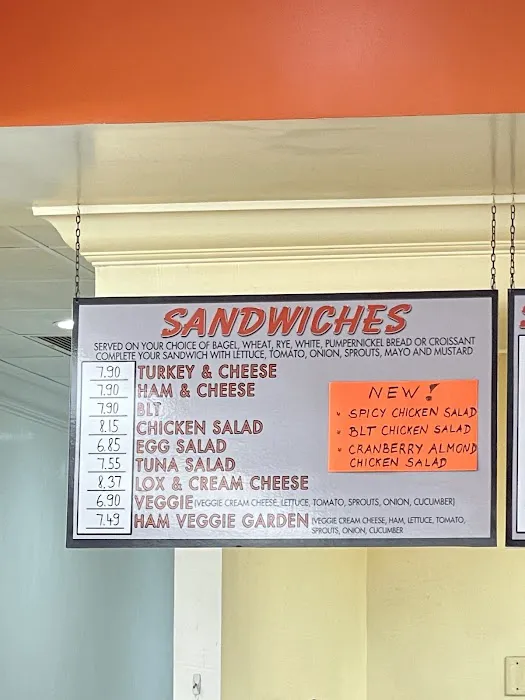 SANDWICHES
SERVED ON YOUR CHOICE OF BAGEL, WHEAT, RYE, WHITE, PUMPERNICKEL BREAD OR CROISSANT
COMPLETE YOUR SANDWICH WITH LETTUCE, TOMATO, ONION, SPROUTS, MAYO AND MUSTARD
7.90 TURKEY & CHEESE
7.90 HAM & CHEESE
7.90 BLT
8.15 CHICKEN SALAD
6.85 EGG SALAD
7.55 TUNA SALAD
8.37 LOX & CREAM CHEESE
6.90 VEGGIE (VEGGIE CREAM CHEESE, LETTUCE, TOMATO, SPROUTS, ONION, CUCUMBER)
7.49 HAM VEGGIE GARDEN (VEGGIE CREAM CHEESE, HAM, LETTUCE, TOMATO,
SPROUTS, ONION, CUCUMBER
NEW!
• SPICY CHICKEN SALAD
• BLT CHICKEN SALAD
• CRANBERRY ALMOND
CHICKEN SALAD